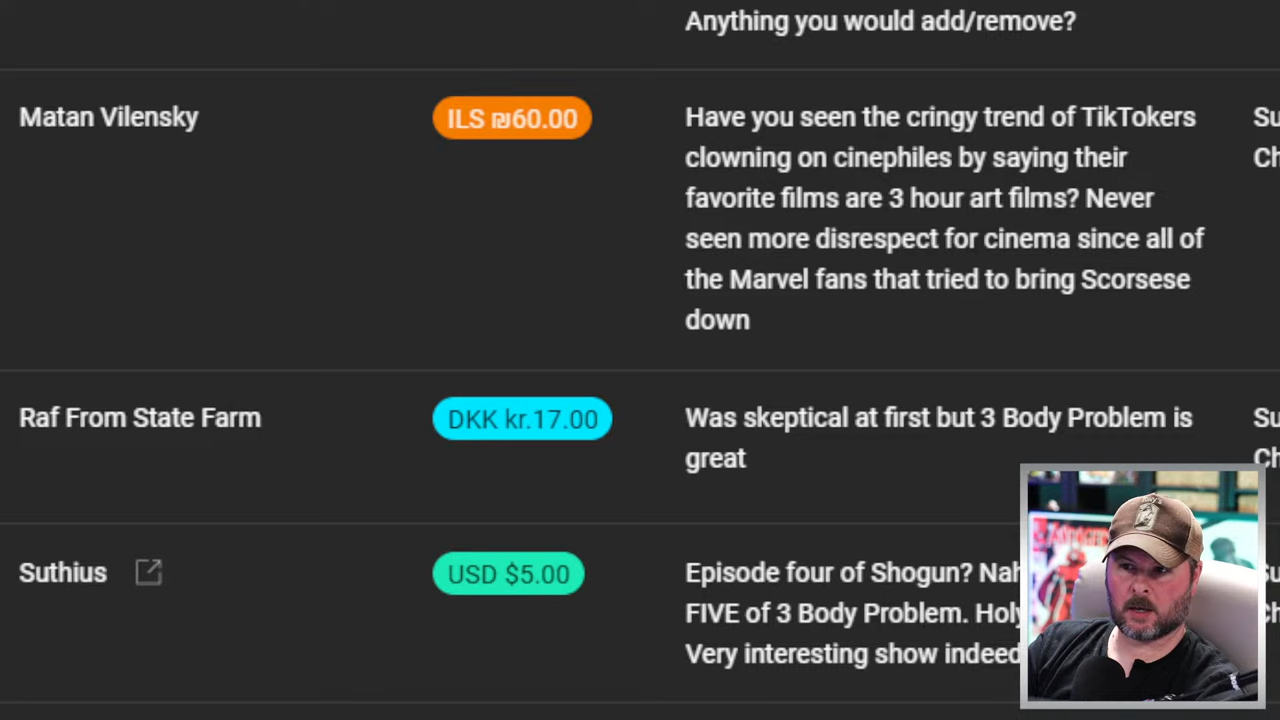 Anything you would add/remove?
Matan Vilensky
ILS ₪60.00
Have you seen the cringy trend of TikTokers
clowning on cinephiles by saying their
favorite films are 3 hour art films? Never
seen more disrespect for cinema since all of
the Marvel fans that tried to bring Scorsese
down
Su
Ch
Raf From State Farm
DKK kr.17.00
Was skeptical at first but 3 Body Problem is
great
Su
Ch
Suthius
USD $5.00
Episode four of Shogun? Nah
FIVE of 3 Body Problem. Holy
Very interesting show indeed